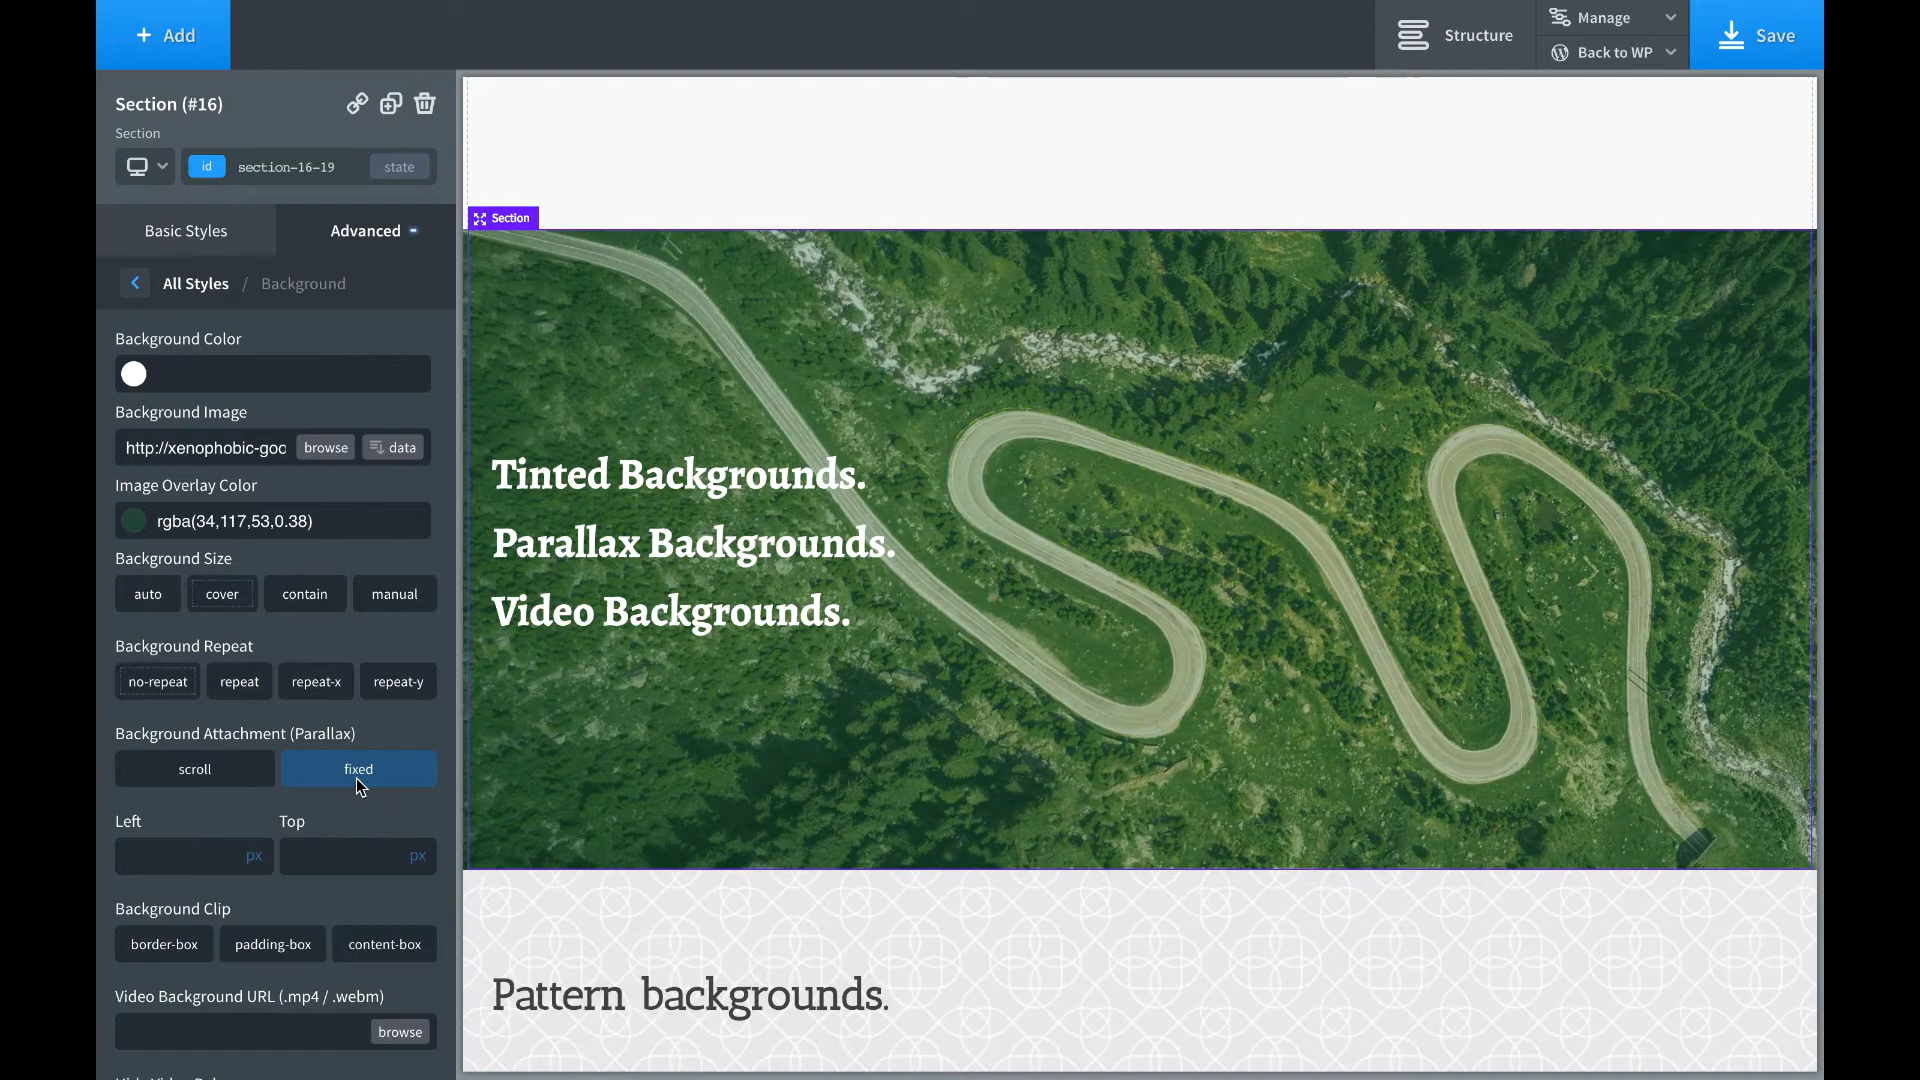 + Add
Structure
Manage
Back to WP
Save
Section (#16)
Section
id section-16-19 state
Basic Styles Advanced
All Styles / Background
Background Color
Background Image
http://xenophobic-goo browse data
Image Overlay Color
rgba(34,117,53,0.38)
Background Size
auto cover contain manual
Background Repeat
no-repeat repeat repeat-x repeat-y
Background Attachment (Parallax)
scroll fixed
Left Top
px px
Background Clip
border-box padding-box content-box
Video Background URL (.mp4 / .webm)
browse
Section
Tinted Backgrounds.
Parallax Backgrounds.
Video Backgrounds.
Pattern backgrounds.